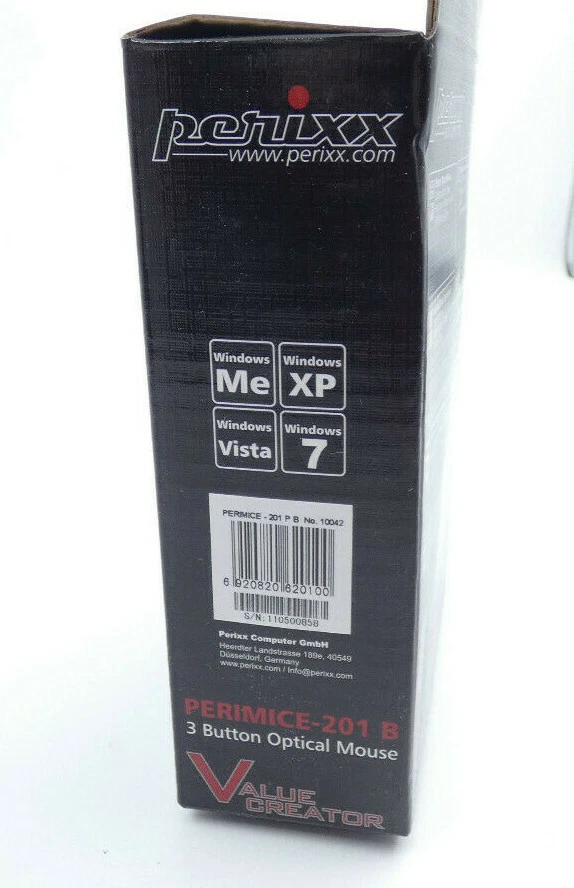 perixx
www.perixx.com
Windows Me
Windows XP
Windows Vista
Windows 7
PERIMICE - 201 P B No. 10042
6 920820 620100
S/N:110500858
Perixx Computer GmbH
Heerdter Landstrasse 189e, 40549
Düsseldorf, Germany
www.perixx.com / Info@perixx.com
PERIMICE-201 B
3 Button Optical Mouse
VALUE
CREATOR